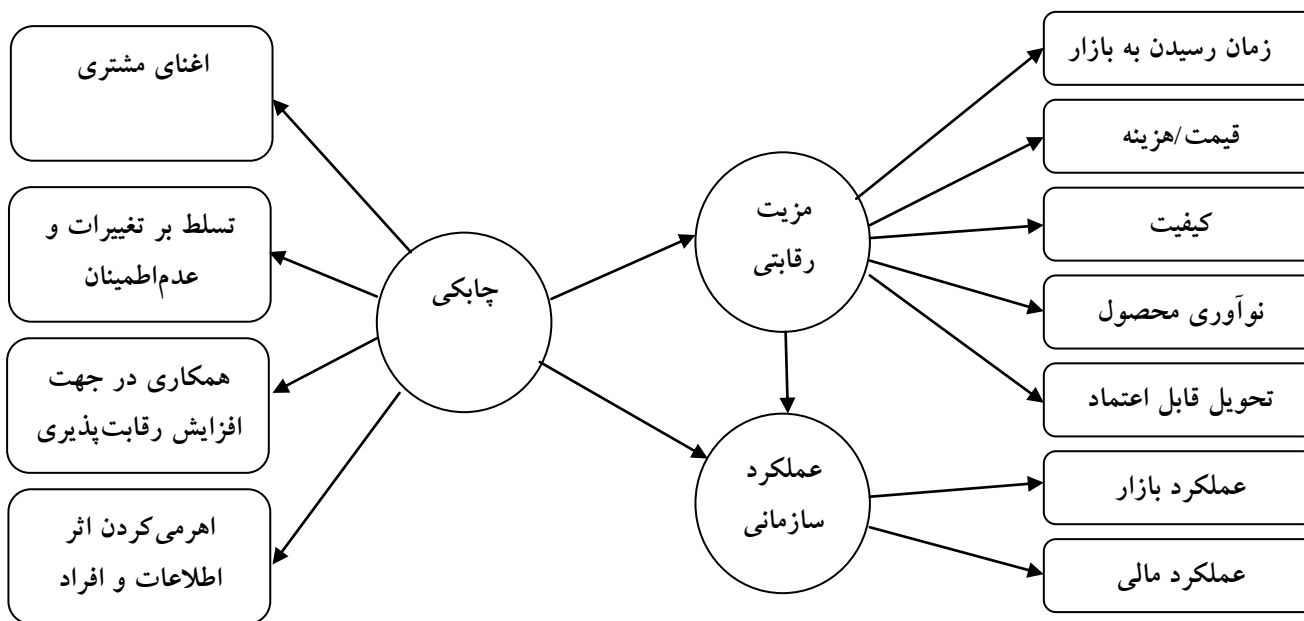 اغنای مشتری
تسلط بر تغییرات و
عدم‌اطمینان
همکاری در جهت
افزایش رقابت‌پذیری
اهرمی‌کردن اثر
اطلاعات و افراد
چابکی
مزیت
رقابتی
عملکرد
سازمانی
زمان رسیدن به بازار
قیمت/هزینه
کیفیت
نوآوری محصول
تحویل قابل اعتماد
عملکرد بازار
عملکرد مالی